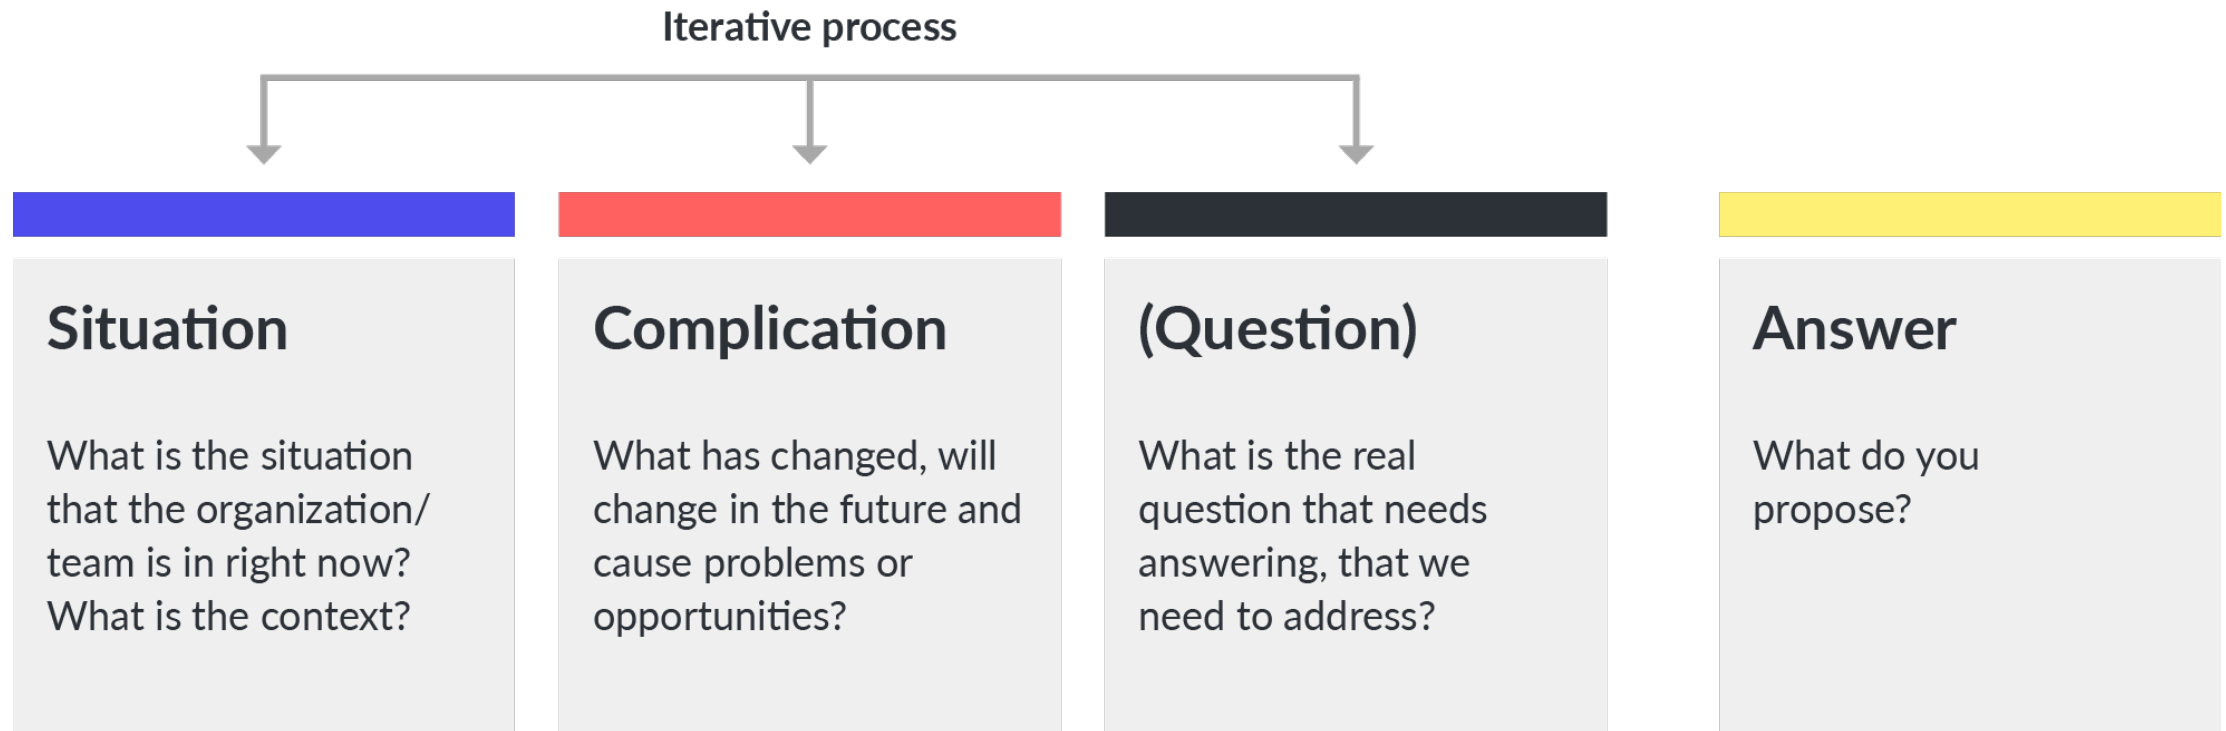 Iterative process
Situation
What is the situation
that the organization/
team is in right now?
What is the context?
Complication
What has changed, will
change in the future and
cause problems or
opportunities?
(Question)
What is the real
question that needs
answering, that we
need to address?
Answer
What do you
propose?